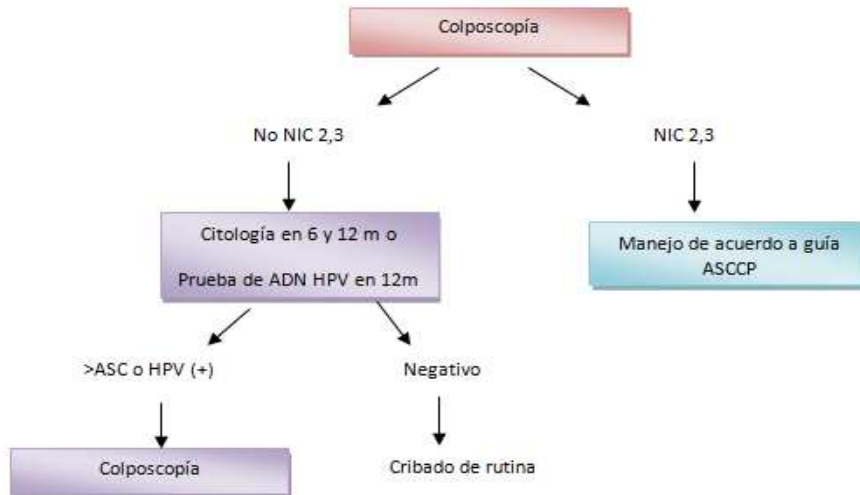 Colposcopía
No NIC 2,3
NIC 2,3
Citología en 6 y 12 m o
Prueba de ADN HPV en 12m
Manejo de acuerdo a guía
ASCCP
>ASC o HPV (+)
Negativo
Colposcopía
Cribado de rutina